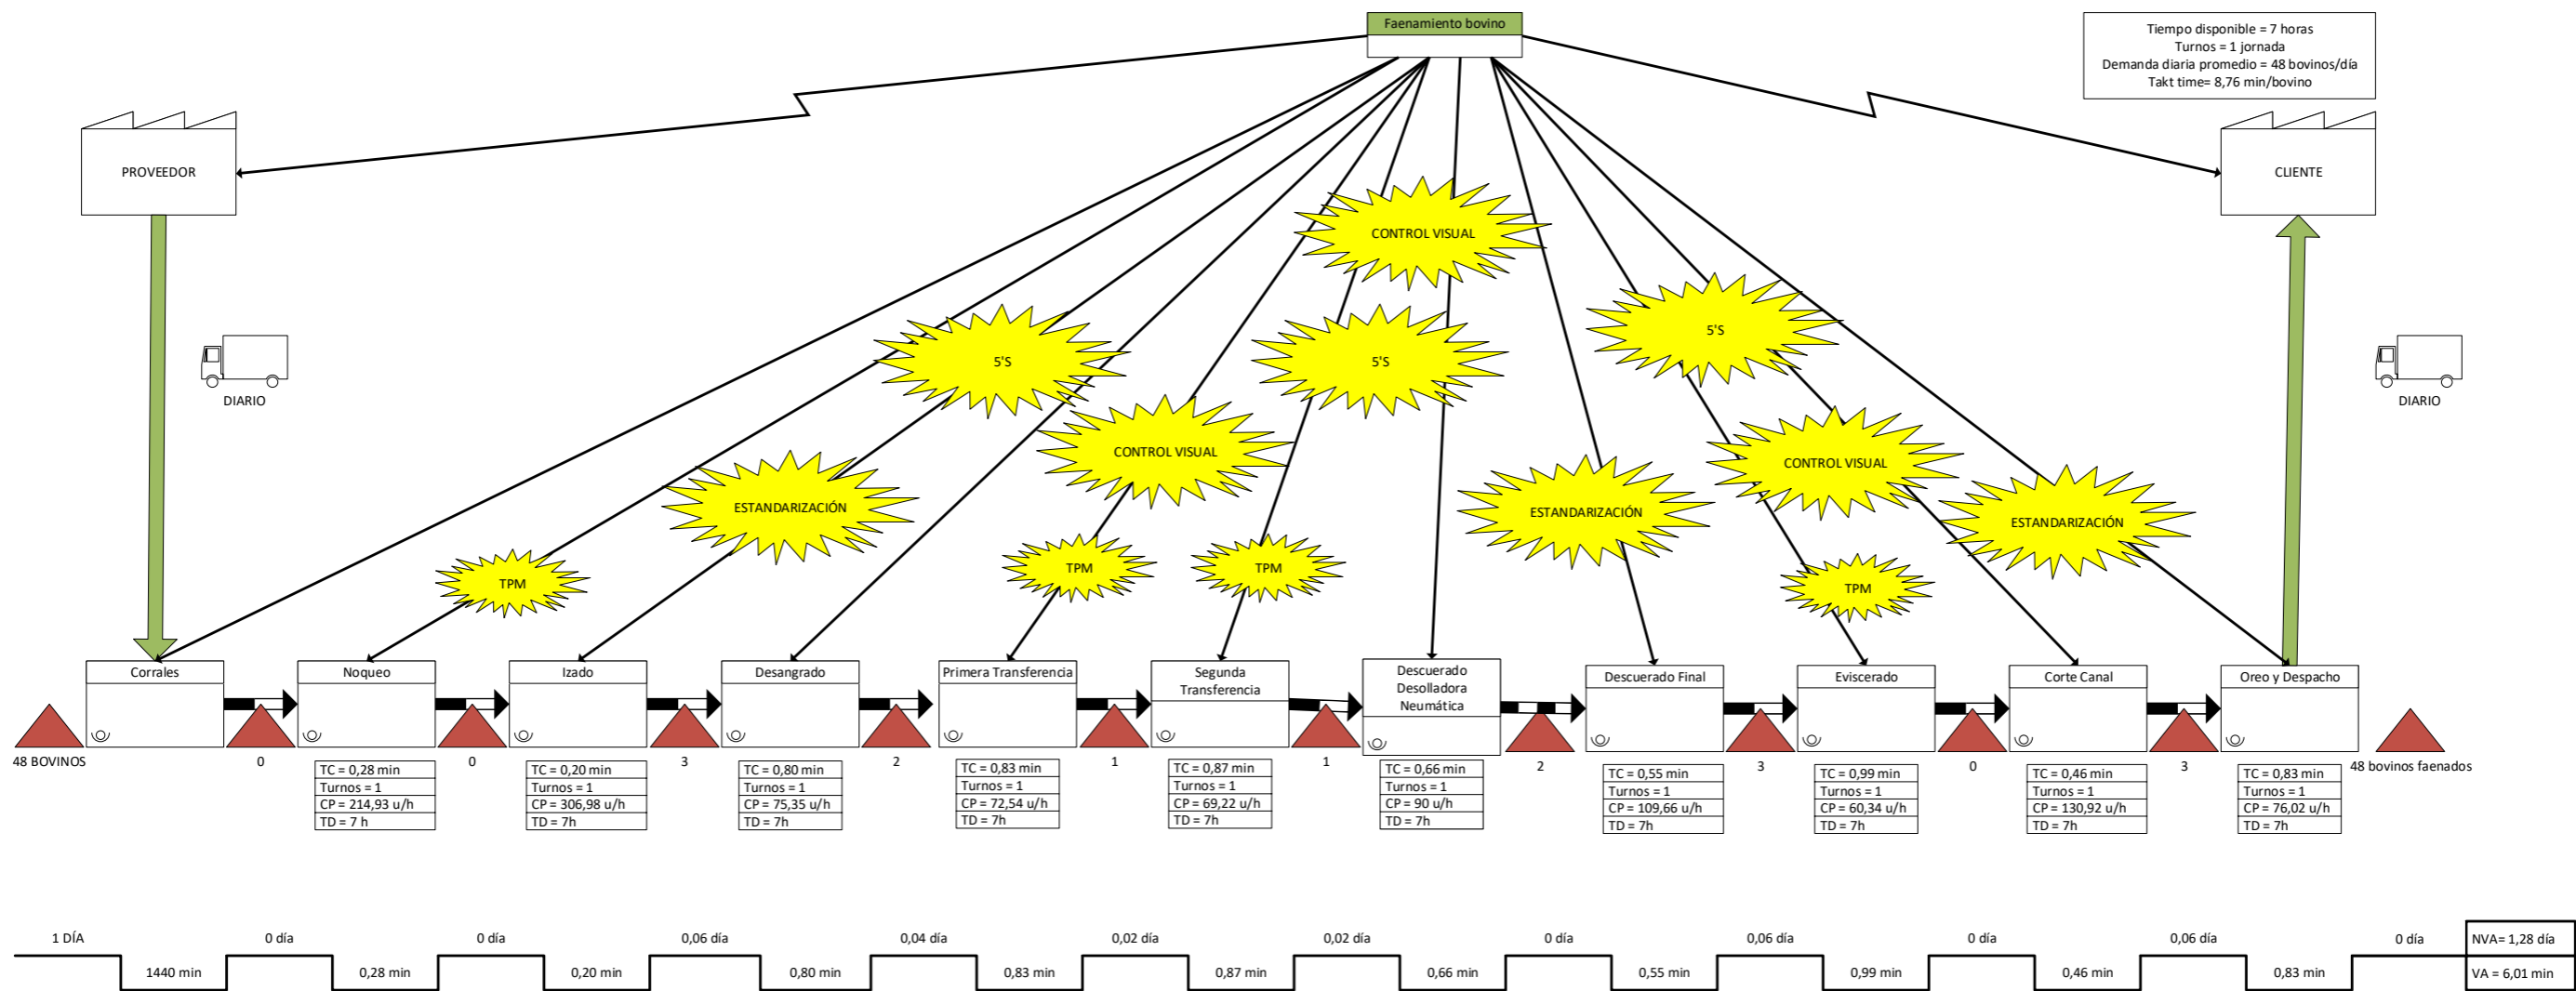 Faenamiento bovino
Tiempo disponible = 7 horas
Turnos = 1 jornada
Demanda diaria promedio = 48 bovinos/día
Takt time= 8,76 min/bovino
PROVEEDOR
CLIENTE
DIARIO
DIARIO
CONTROL VISUAL
5'S
5'S
5'S
CONTROL VISUAL
CONTROL VISUAL
ESTANDARIZACIÓN
ESTANDARIZACIÓN
ESTANDARIZACIÓN
TPM
TPM
TPM
TPM
Corrales
Noqueo
Izado
Desangrado
Primera Transferencia
Segunda
Transferencia
Descuerado
Desolladora
Neumática
Descuerado Final
Eviscerado
Corte Canal
Oreo y Despacho
48 BOVINOS
0
0
3
2
1
1
2
3
0
3
48 bovinos faenados
TC = 0,28 min
Turnos = 1
CP = 214,93 u/h
TD = 7 h
TC = 0,20 min
Turnos = 1
CP = 306,98 u/h
TD = 7h
TC = 0,80 min
Turnos = 1
CP = 75,35 u/h
TD = 7h
TC = 0,83 min
Turnos = 1
CP = 72,54 u/h
TD = 7h
TC = 0,87 min
Turnos = 1
CP = 69,22 u/h
TD = 7h
TC = 0,66 min
Turnos = 1
CP = 90 u/h
TD = 7h
TC = 0,55 min
Turnos = 1
CP = 109,66 u/h
TD = 7h
TC = 0,99 min
Turnos = 1
CP = 60,34 u/h
TD = 7h
TC = 0,46 min
Turnos = 1
CP = 130,92 u/h
TD = 7h
TC = 0,83 min
Turnos = 1
CP = 76,02 u/h
TD = 7h
1 DÍA
0 día
0 día
0,06 día
0,04 día
0,02 día
0,02 día
0 día
0,06 día
0 día
0,06 día
0 día
NVA= 1,28 día
1440 min
0,28 min
0,20 min
0,80 min
0,83 min
0,87 min
0,66 min
0,55 min
0,99 min
0,46 min
0,83 min
VA = 6,01 min